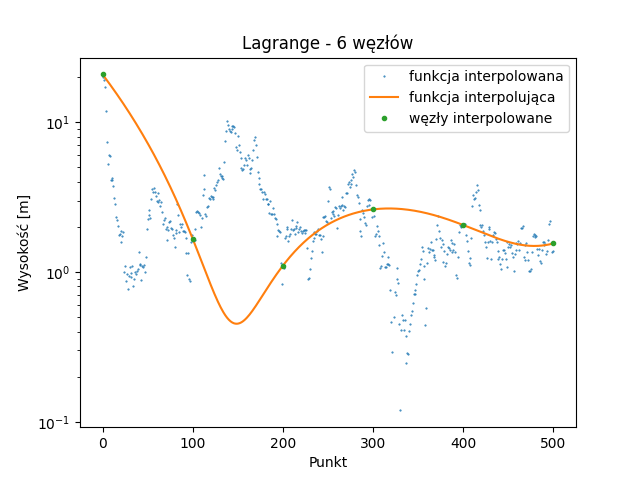 Lagrange - 6 węzłów
funkcja interpolowana
funkcja interpolująca
węzły interpolowane
Wysokość [m]
10¹
10⁰
10⁻¹
0 100 200 300 400 500
Punkt